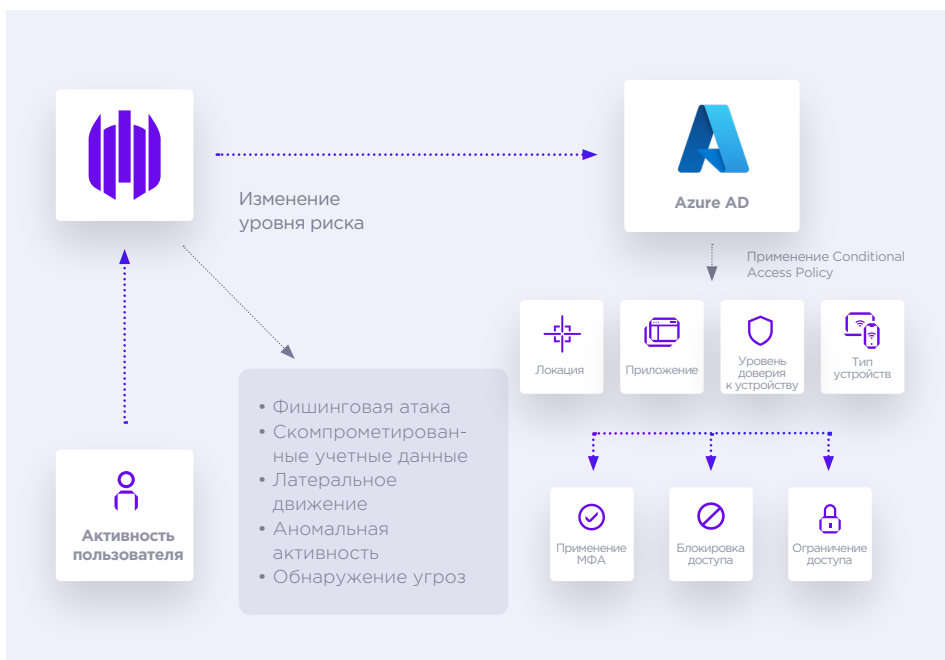 Azure AD
Изменение
уровня риска
Применение Conditional
Access Policy
Локация
Приложение
Уровень
доверия
к устройству
Тип
устройств
• Фишинговая атака
• Скомпрометирован-
ные учетные данные
• Латеральное
движение
• Аномальная
активность
• Обнаружение угроз
Активность
пользователя
Применение
МФА
Блокировка
доступа
Ограничение
доступа